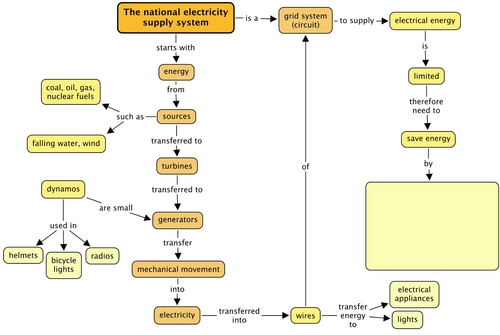 The national electricity
supply system
is a
grid system
(circuit)
to supply
electrical energy
starts with
is
energy
limited
coal, oil, gas,
nuclear fuels
from
therefore
need to
such as
sources
falling water, wind
transferred to
save energy
of
turbines
by
dynamos
transferred to
are small
generators
used in
transfer
helmets
bicycle
lights
radios
mechanical movement
into
electrical
appliances
electricity
transferred
into
wires
transfer
energy
to
lights